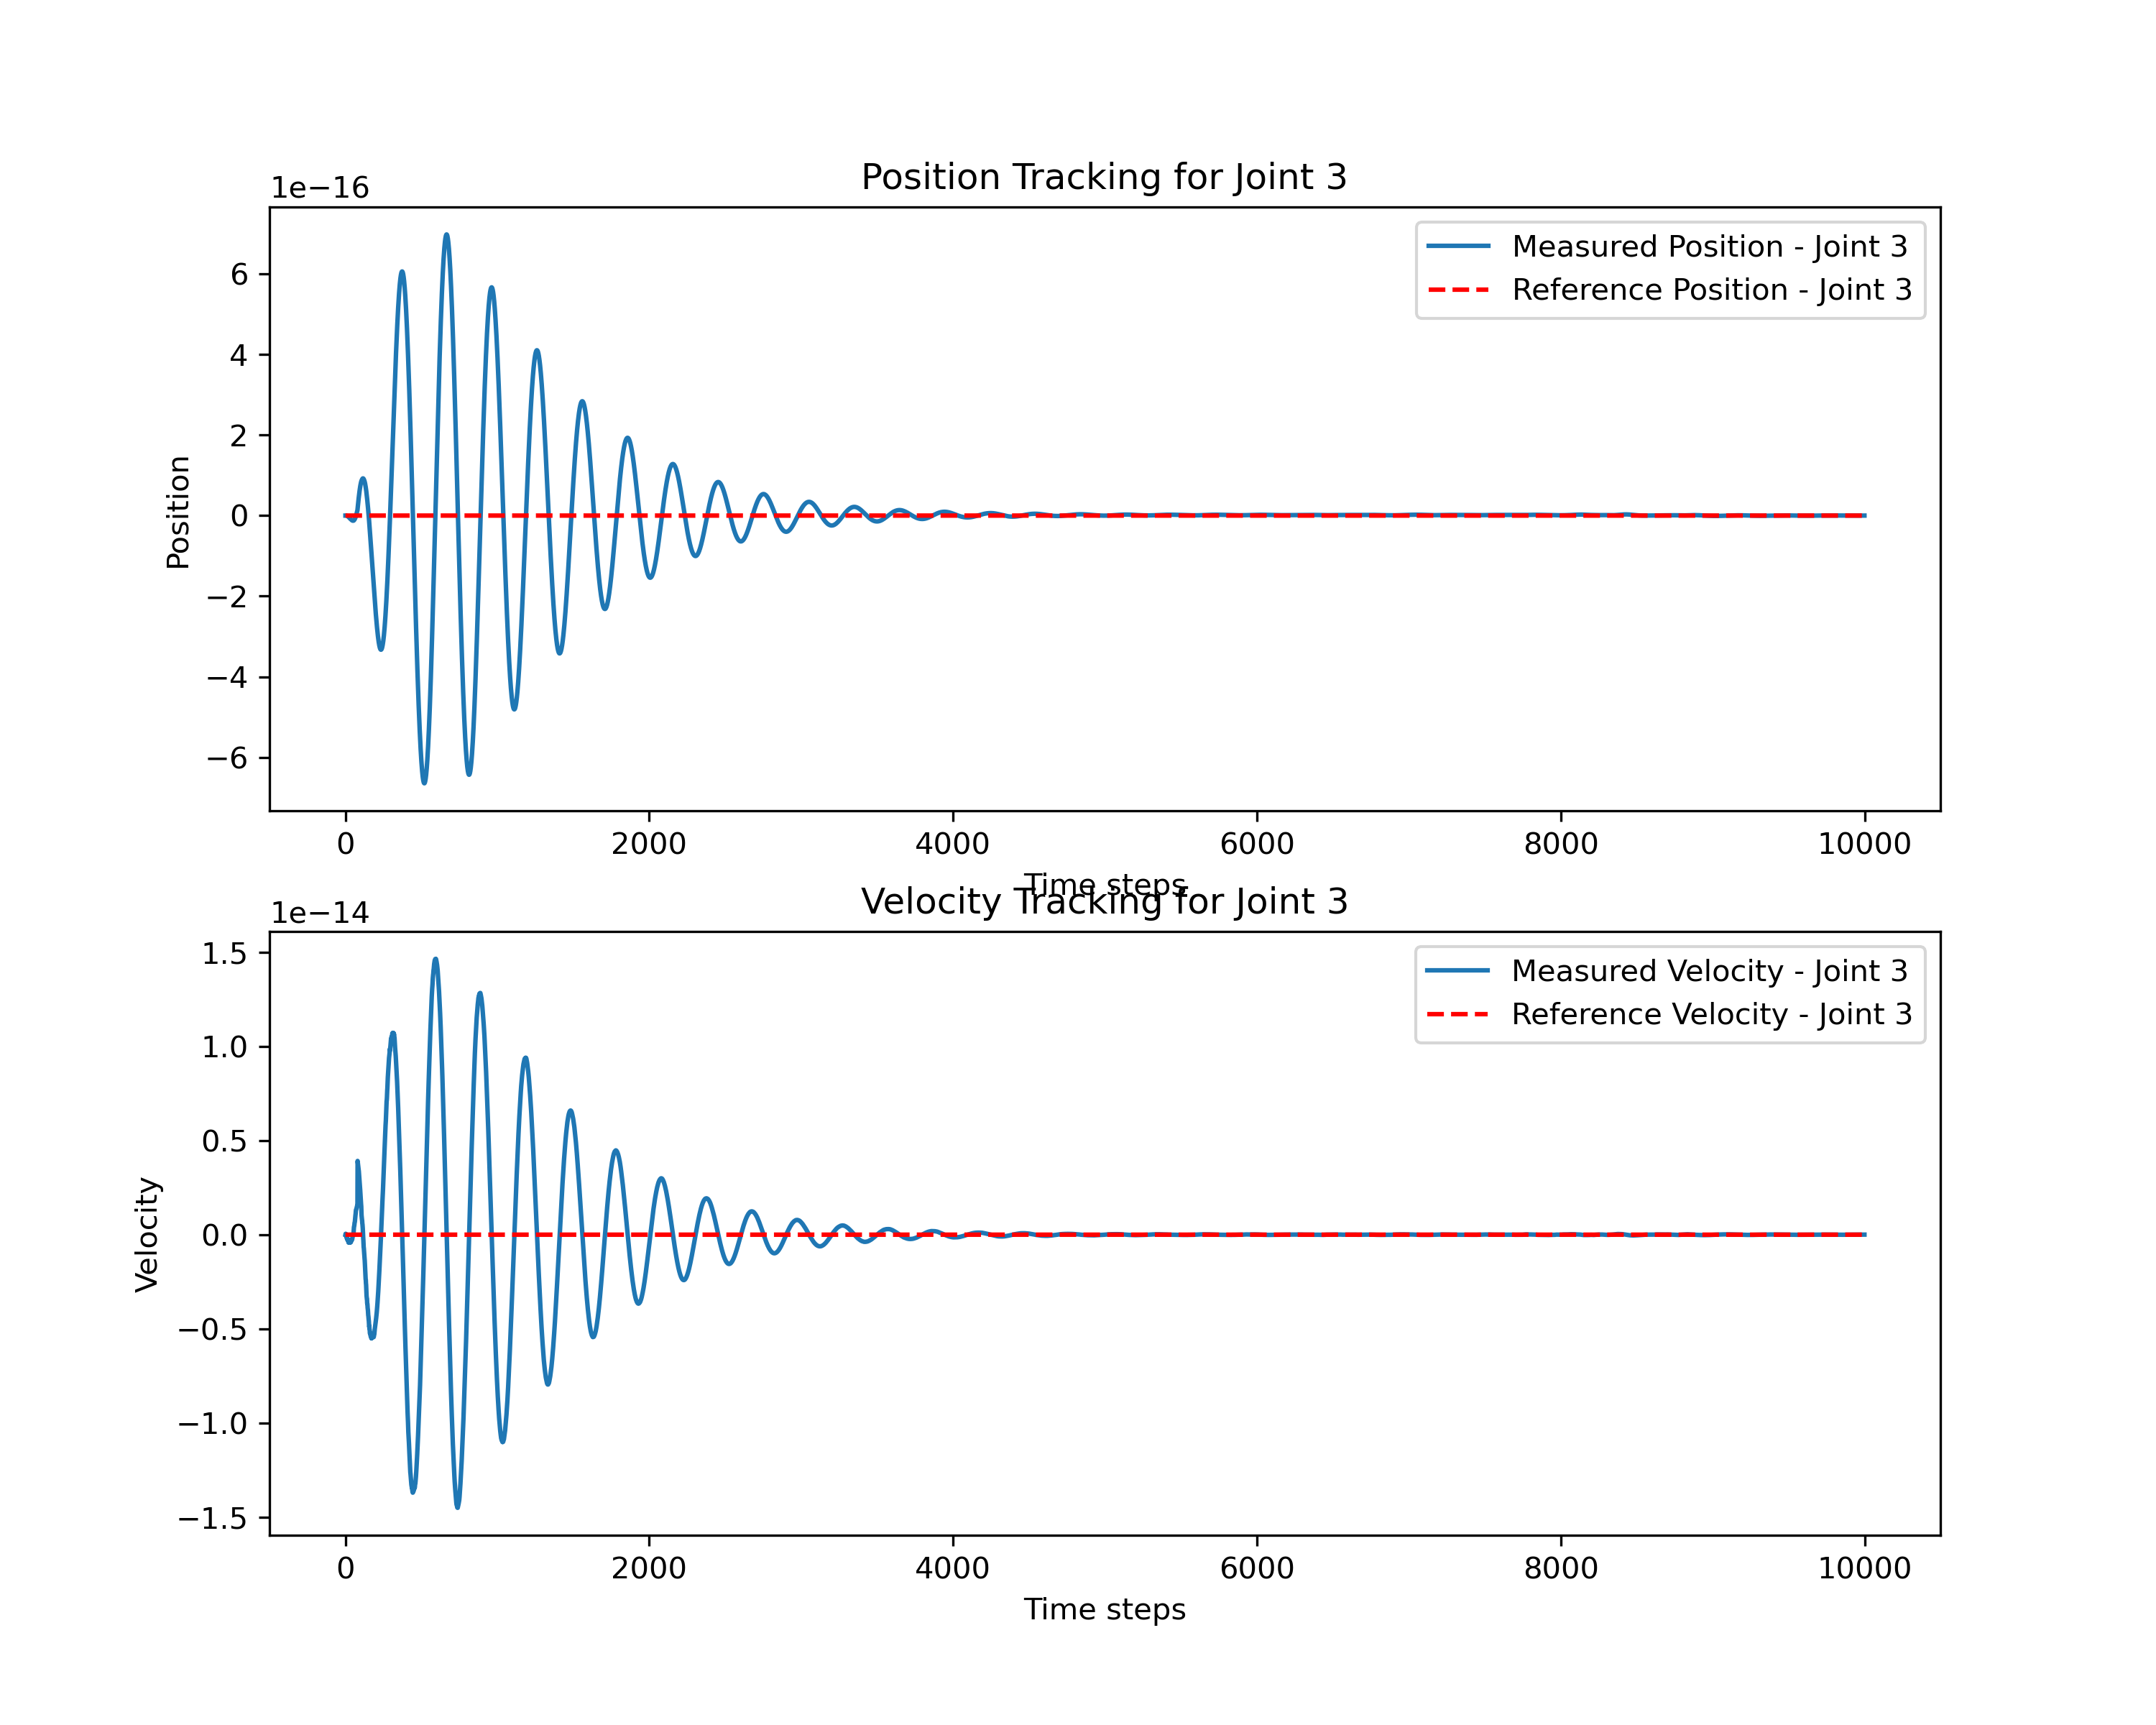 Position Tracking for Joint 3
1e−16
Measured Position - Joint 3
Reference Position - Joint 3
6
4
2
0
−2
−4
−6
Position
0 2000 4000 6000 8000 10000
Time steps
Velocity Tracking for Joint 3
1e−14
Measured Velocity - Joint 3
Reference Velocity - Joint 3
1.5
1.0
0.5
0.0
−0.5
−1.0
−1.5
Velocity
0 2000 4000 6000 8000 10000
Time steps